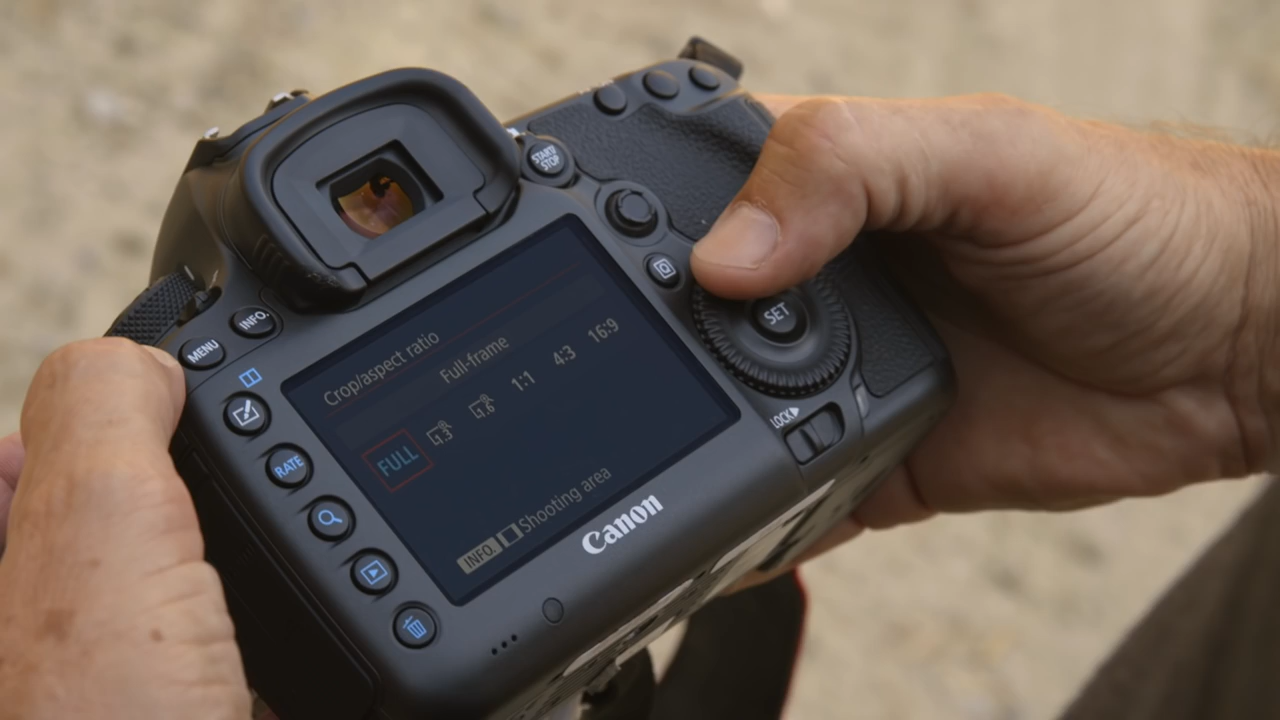 START/
STOP
INFO.
MENU
SET
Crop/aspect ratio
Full-frame
FULL 1.3 1.6 1:1 4:3 16:9
RATE
LOCK▶
INFO. Shooting area
Canon